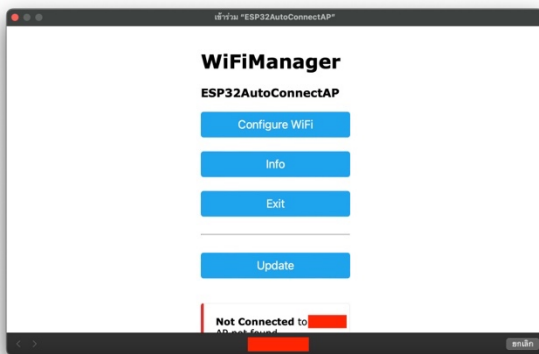 เข้าร่วม “ESP32AutoConnectAP”
WiFiManager
ESP32AutoConnectAP
Configure WiFi
Info
Exit
Update
Not Connected to
AP not found
ยกเลิก